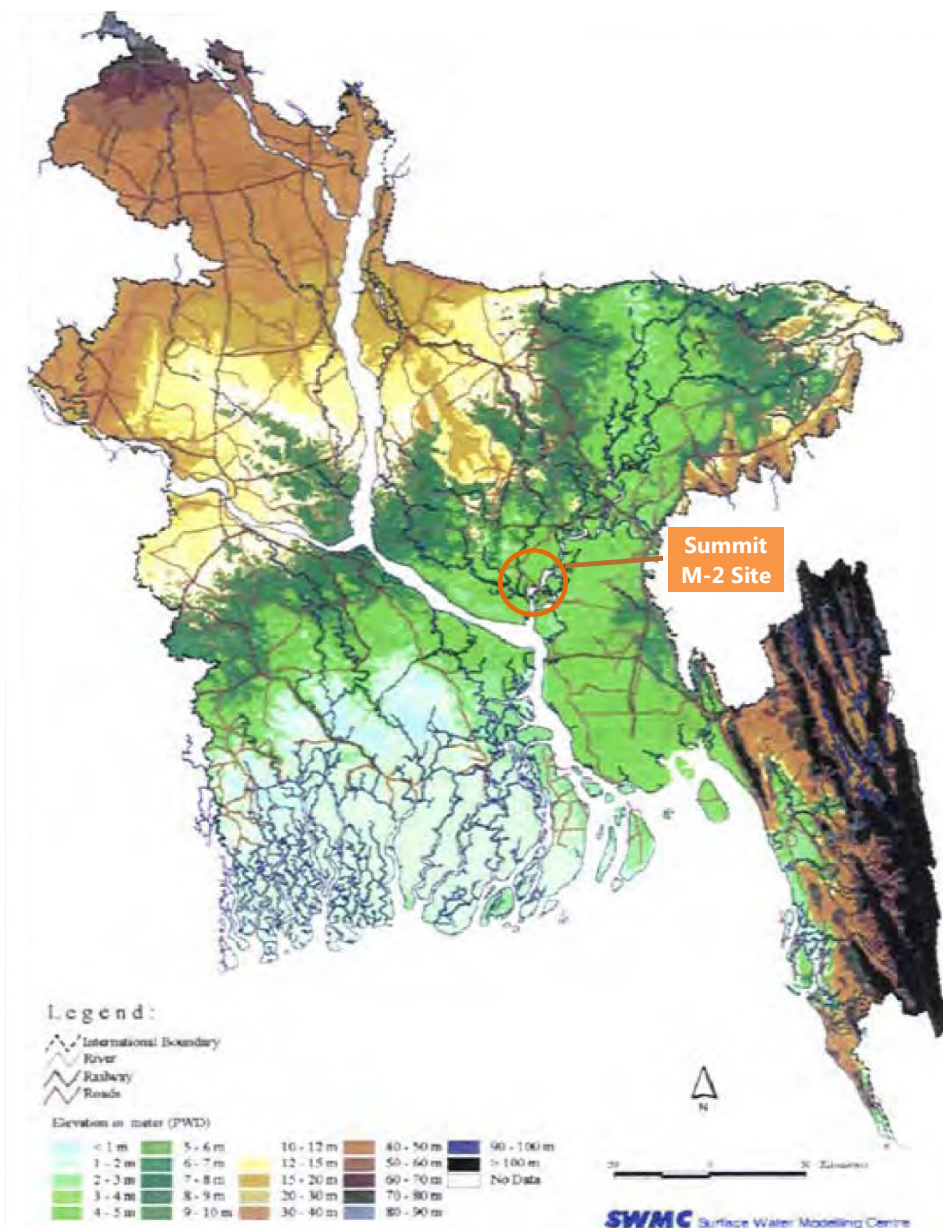 Summit
M-2 Site
Legend:
International Boundary
River
Railway
Roads
Elevation in meter (PWD)
< 1 m
1 - 2 m
2 - 3 m
3 - 4 m
4 - 5 m
5 - 6 m
6 - 7 m
7 - 8 m
8 - 9 m
9 - 10 m
10 - 12 m
12 - 15 m
15 - 20 m
20 - 30 m
30 - 40 m
40 - 50 m
50 - 60 m
60 - 70 m
70 - 80 m
80 - 90 m
90 - 100 m
> 100 m
No Data
N
0
50
Kilometers
SWMC Surface Water Modelling Centre